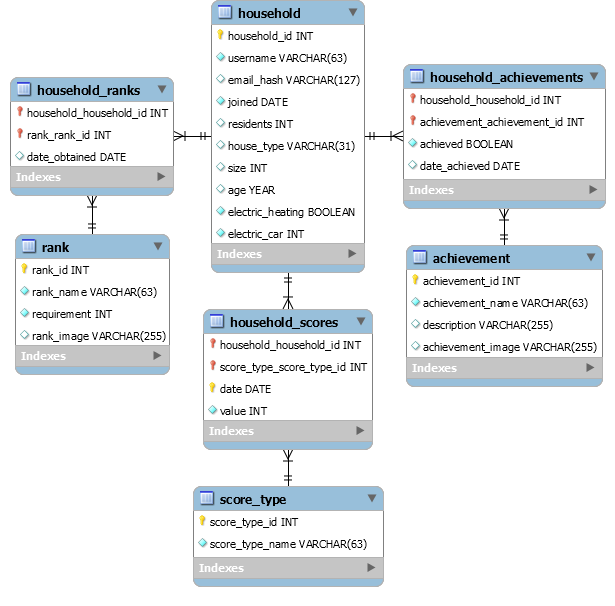 household
household_id INT
username VARCHAR(63)
email_hash VARCHAR(127)
joined DATE
residents INT
house_type VARCHAR(31)
size INT
age YEAR
electric_heating BOOLEAN
electric_car INT
Indexes
household_ranks
household_household_id INT
rank_rank_id INT
date_obtained DATE
Indexes
household_achievements
household_household_id INT
achievement_achievement_id INT
achieved BOOLEAN
date_achieved DATE
Indexes
rank
rank_id INT
rank_name VARCHAR(63)
requirement INT
rank_image VARCHAR(255)
Indexes
achievement
achievement_id INT
achievement_name VARCHAR(63)
description VARCHAR(255)
achievement_image VARCHAR(255)
Indexes
household_scores
household_household_id INT
score_type_score_type_id INT
date DATE
value INT
Indexes
score_type
score_type_id INT
score_type_name VARCHAR(63)
Indexes